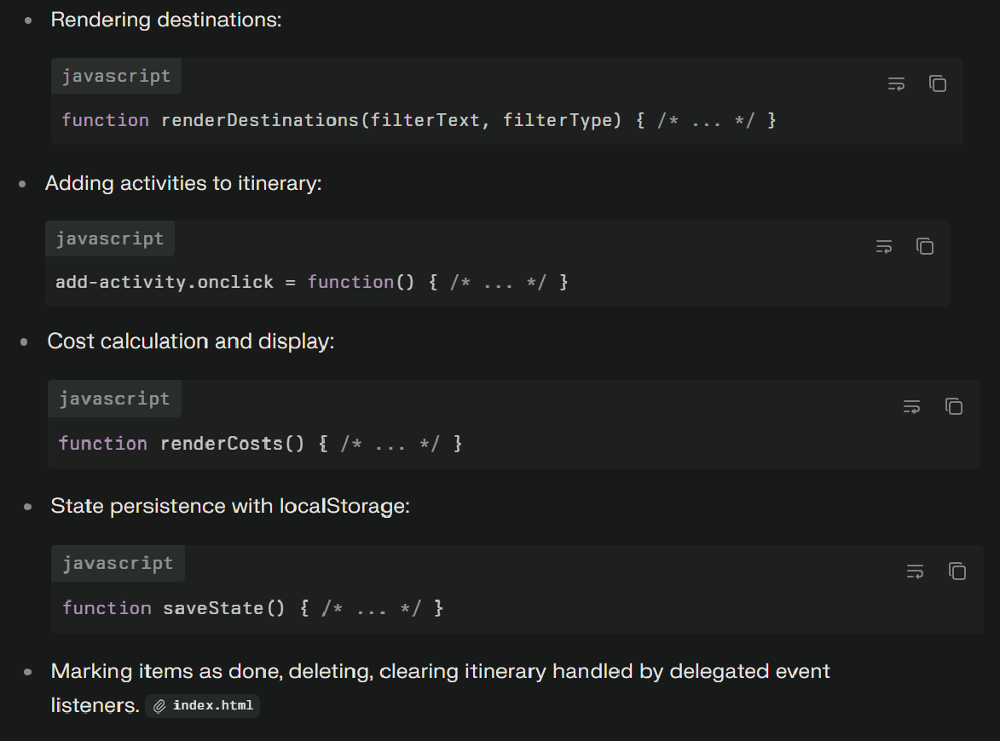 Rendering destinations:
javascript
function renderDestinations(filterText, filterType) { /* ... */ }
Adding activities to itinerary:
javascript
add-activity.onclick = function() { /* ... */ }
Cost calculation and display:
javascript
function renderCosts() { /* ... */ }
State persistence with localStorage:
javascript
function saveState() { /* ... */ }
Marking items as done, deleting, clearing itinerary handled by delegated event
listeners. index.html